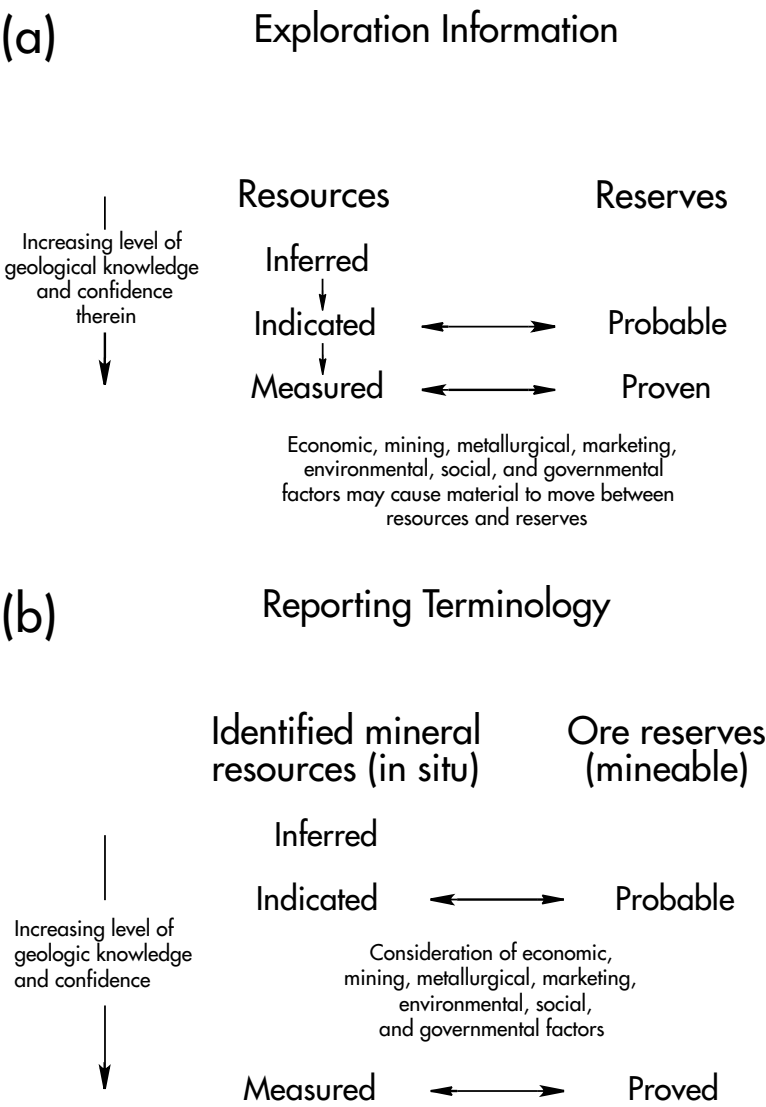 (a)
Exploration Information
Resources
Reserves
Increasing level of
geological knowledge
and confidence
therein
Inferred
Indicated
Probable
Measured
Proven
Economic, mining, metallurgical, marketing,
environmental, social, and governmental
factors may cause material to move between
resources and reserves
(b)
Reporting Terminology
Identified mineral
resources (in situ)
Ore reserves
(mineable)
Inferred
Indicated
Probable
Increasing level of
geologic knowledge
and confidence
Consideration of economic,
mining, metallurgical, marketing,
environmental, social,
and governmental factors
Measured
Proved